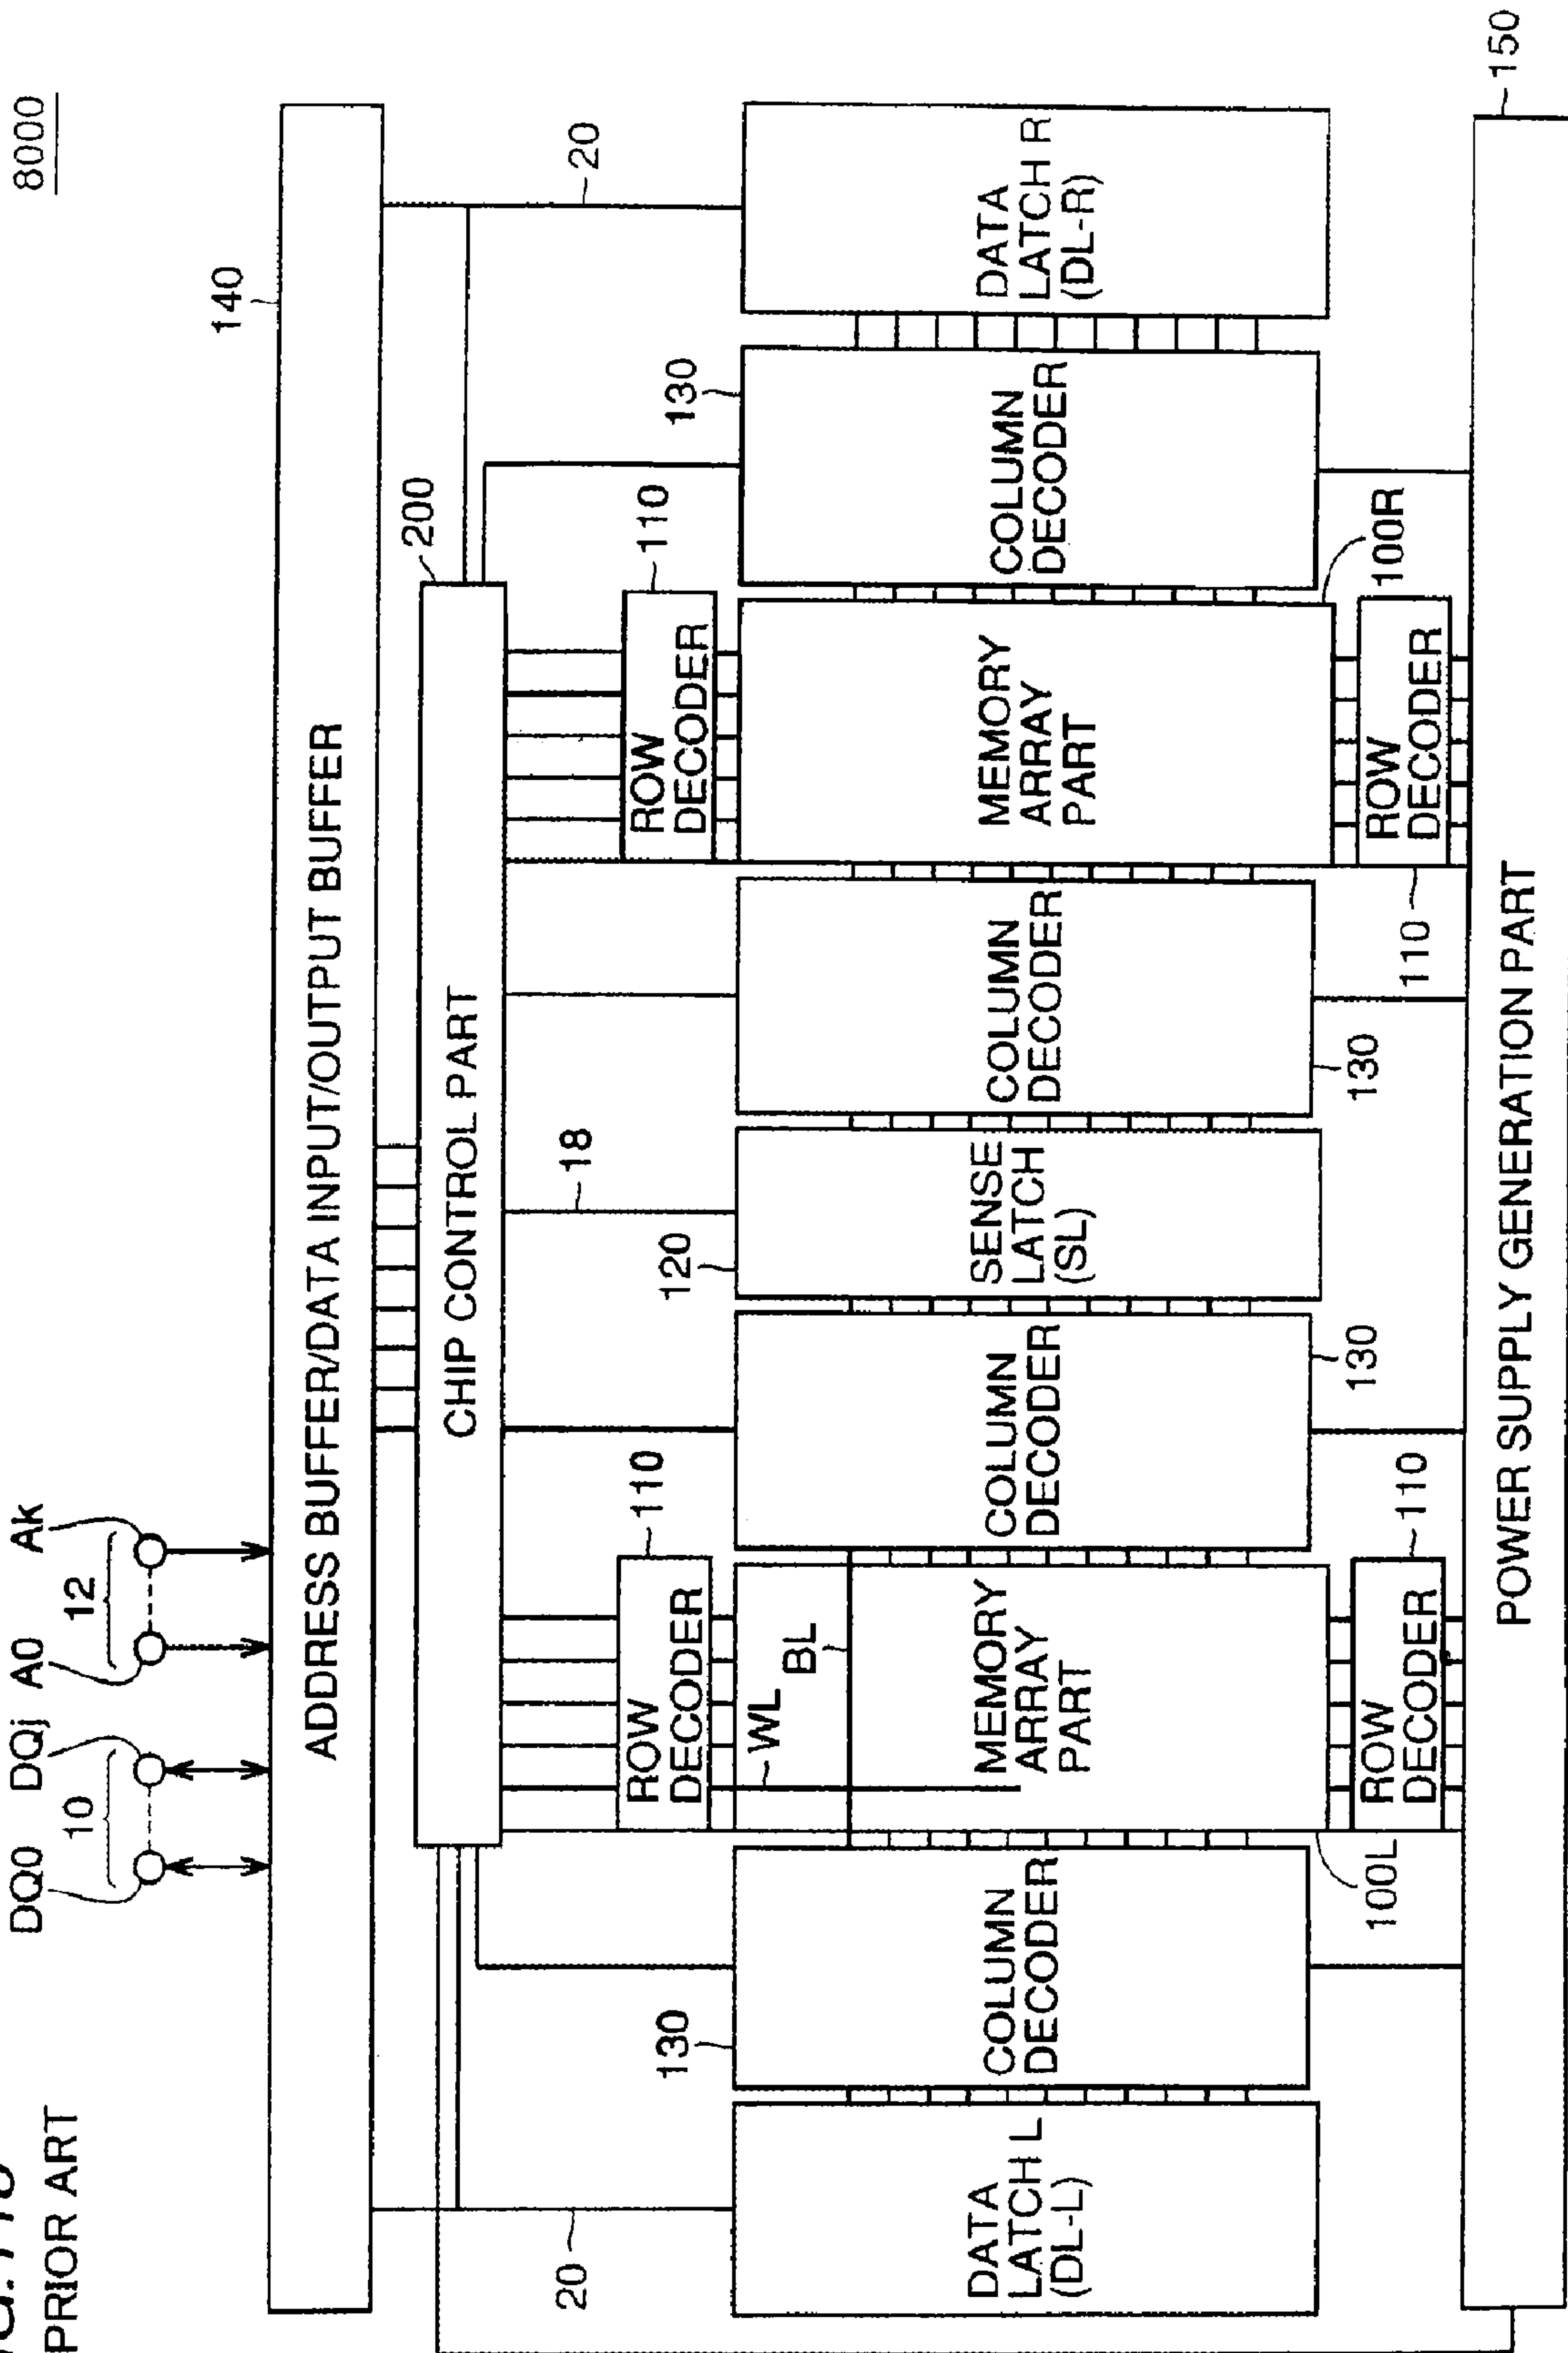 PRIOR ART
8000
DQ0 DQj A0 Ak
10 12
140
ADDRESS BUFFER/DATA INPUT/OUTPUT BUFFER
200
CHIP CONTROL PART
20
18
20
110
ROW
DECODER
110
ROW
DECODER
130
120
130
WL
BL
DATA
LATCH L
(DL-L)
COLUMN
DECODER
MEMORY
ARRAY
PART
COLUMN
DECODER
SENSE
LATCH
(SL)
COLUMN
DECODER
MEMORY
ARRAY
PART
COLUMN
DECODER
DATA
LATCH R
(DL-R)
100L
130
130
100R
ROW
DECODER
110
110
ROW
DECODER
POWER SUPPLY GENERATION PART
150